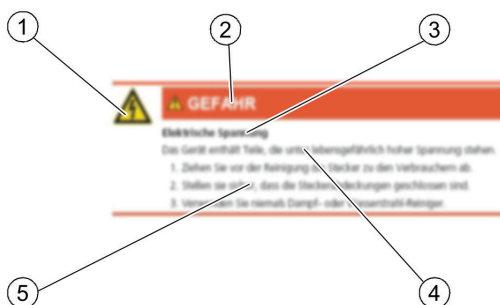 1
2
3
GEFAHR
Elektrische Spannung
Das Gerät enthält Teile, die unter lebensgefährlich hoher Spannung stehen.
1. Ziehen Sie vor der Reinigung den Stecker zu den Verbrauchern ab.
2. Stellen sie sicher, dass die Steckerabdeckungen geschlossen sind.
3. Verwenden Sie niemals Dampf- oder Wasserstrahl-Reiniger.
5
4